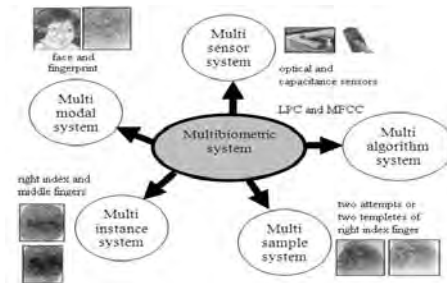 Multi
sensor
system
face and
fingerprint
optical and
capacitance sensors
Multi
modal
system
LPC and MFCC
Multibiometric
system
Multi
algorithm
system
right index and
middle fingers
Multi
instance
system
Multi
sample
system
two attempts or
two templetes of
right index finger